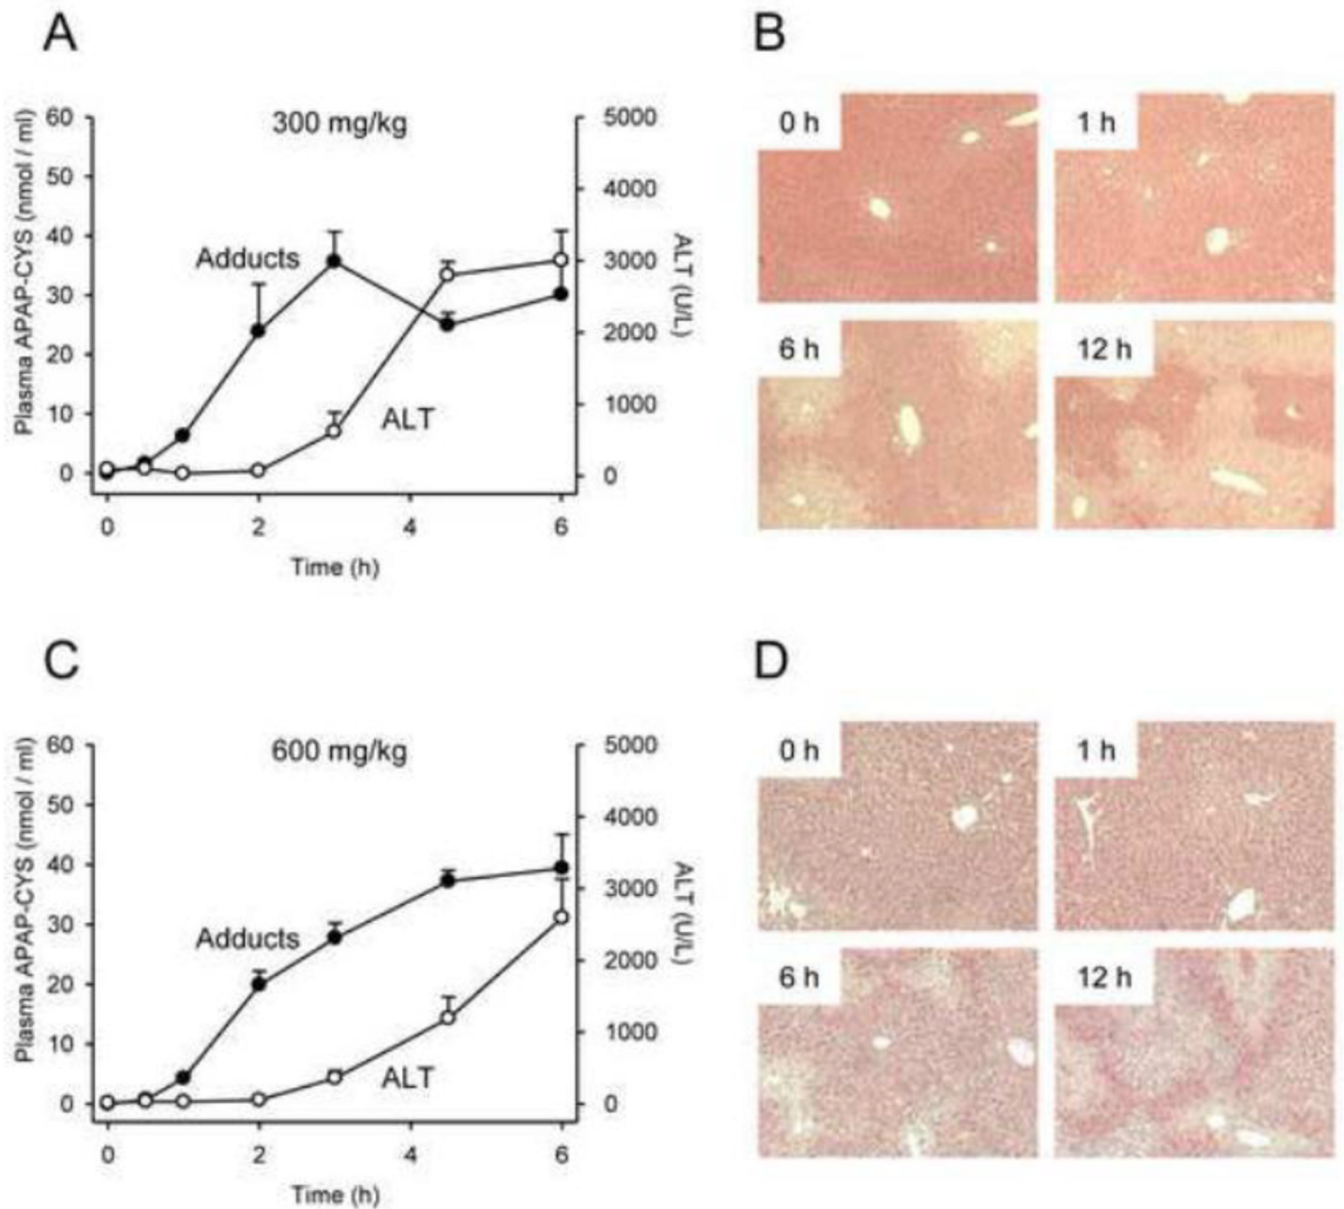 A
300 mg/kg
Plasma APAP-CYS (nmol / ml)
60
50
40
30
20
10
0
Adducts
ALT
5000
4000
3000
2000
1000
0
ALT (U/L)
0 2 4 6
Time (h)
B
0 h
1 h
6 h
12 h
C
600 mg/kg
Plasma APAP-CYS (nmol / ml)
60
50
40
30
20
10
0
Adducts
ALT
5000
4000
3000
2000
1000
0
ALT (U/L)
0 2 4 6
Time (h)
D
0 h
1 h
6 h
12 h